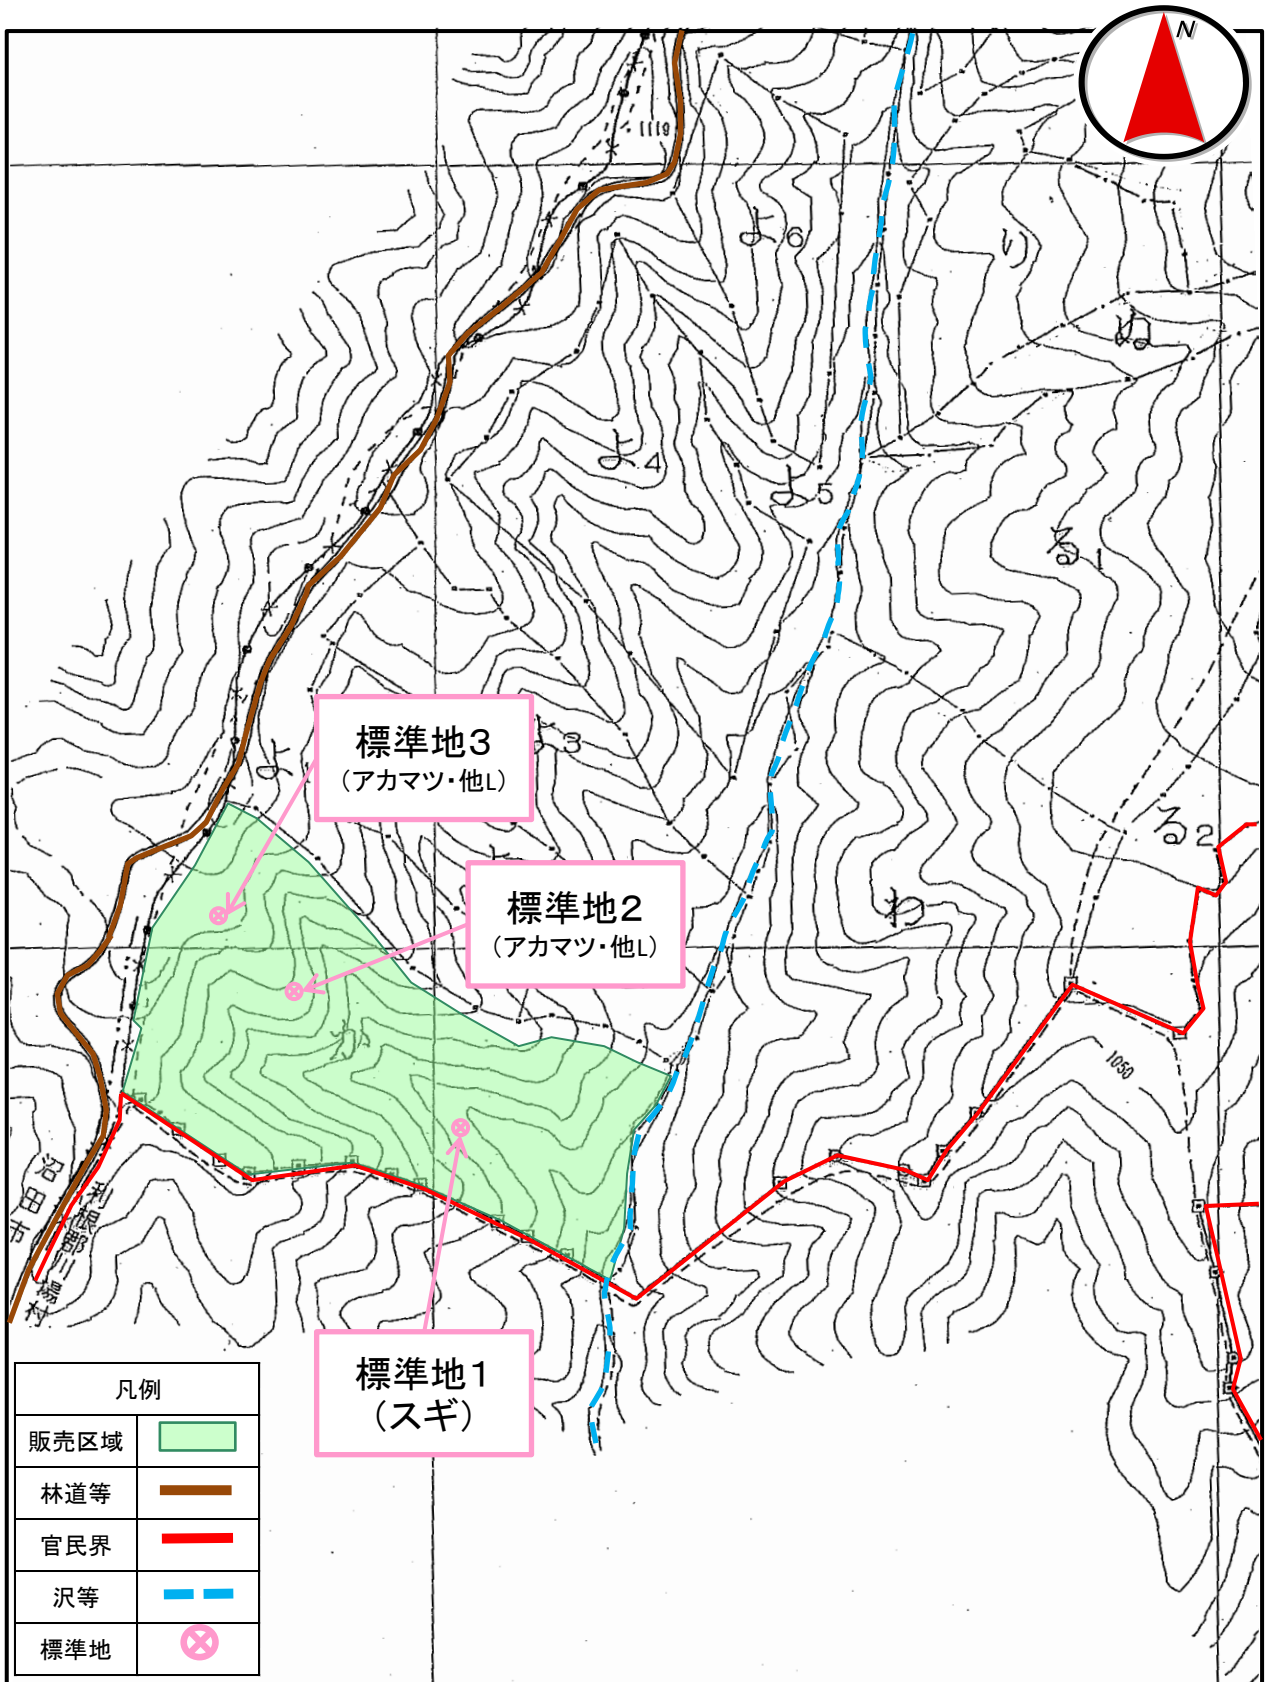 N
1119
よ6
り
ぬ
よ4
よ5
る1
よ
よ3
標準地3
(アカマツ・他L)
る2
標準地2
(アカマツ・他L)
わ
か
1050
沼田市
利根郡川場村
標準地1
(スギ)
凡例
販売区域
林道等
官民界
沢等
標準地